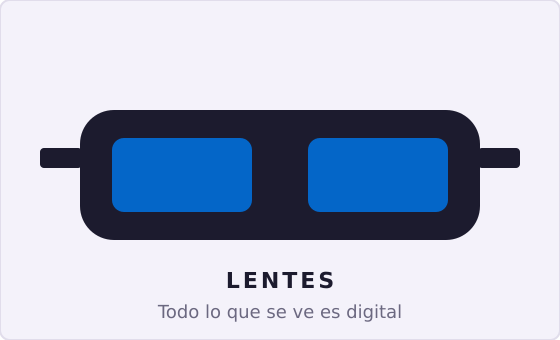 LENTES
Todo lo que se ve es digital